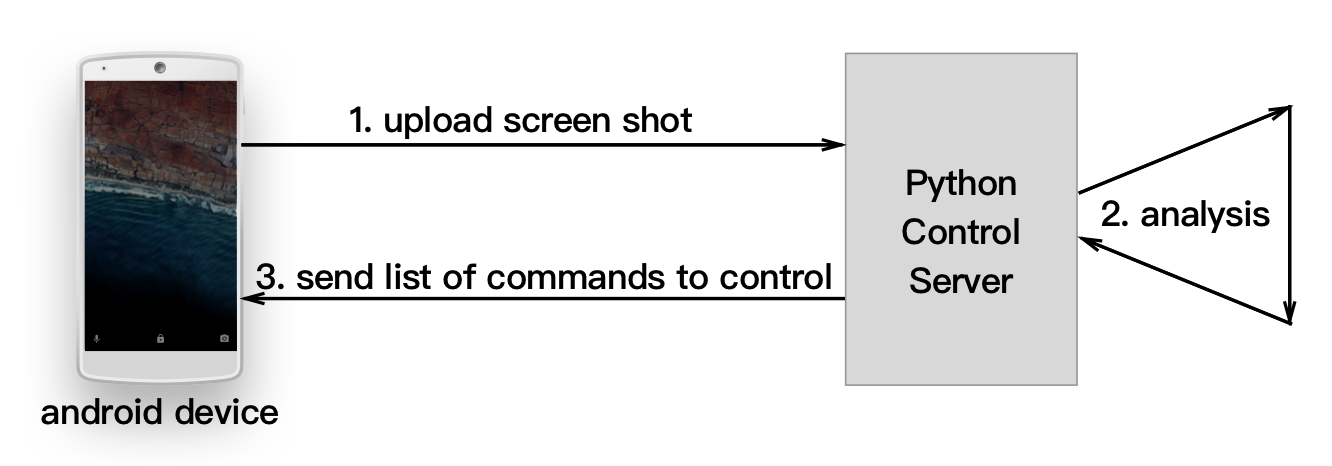 1. upload screen shot
Python
Control
Server
2. analysis
3. send list of commands to control
android device